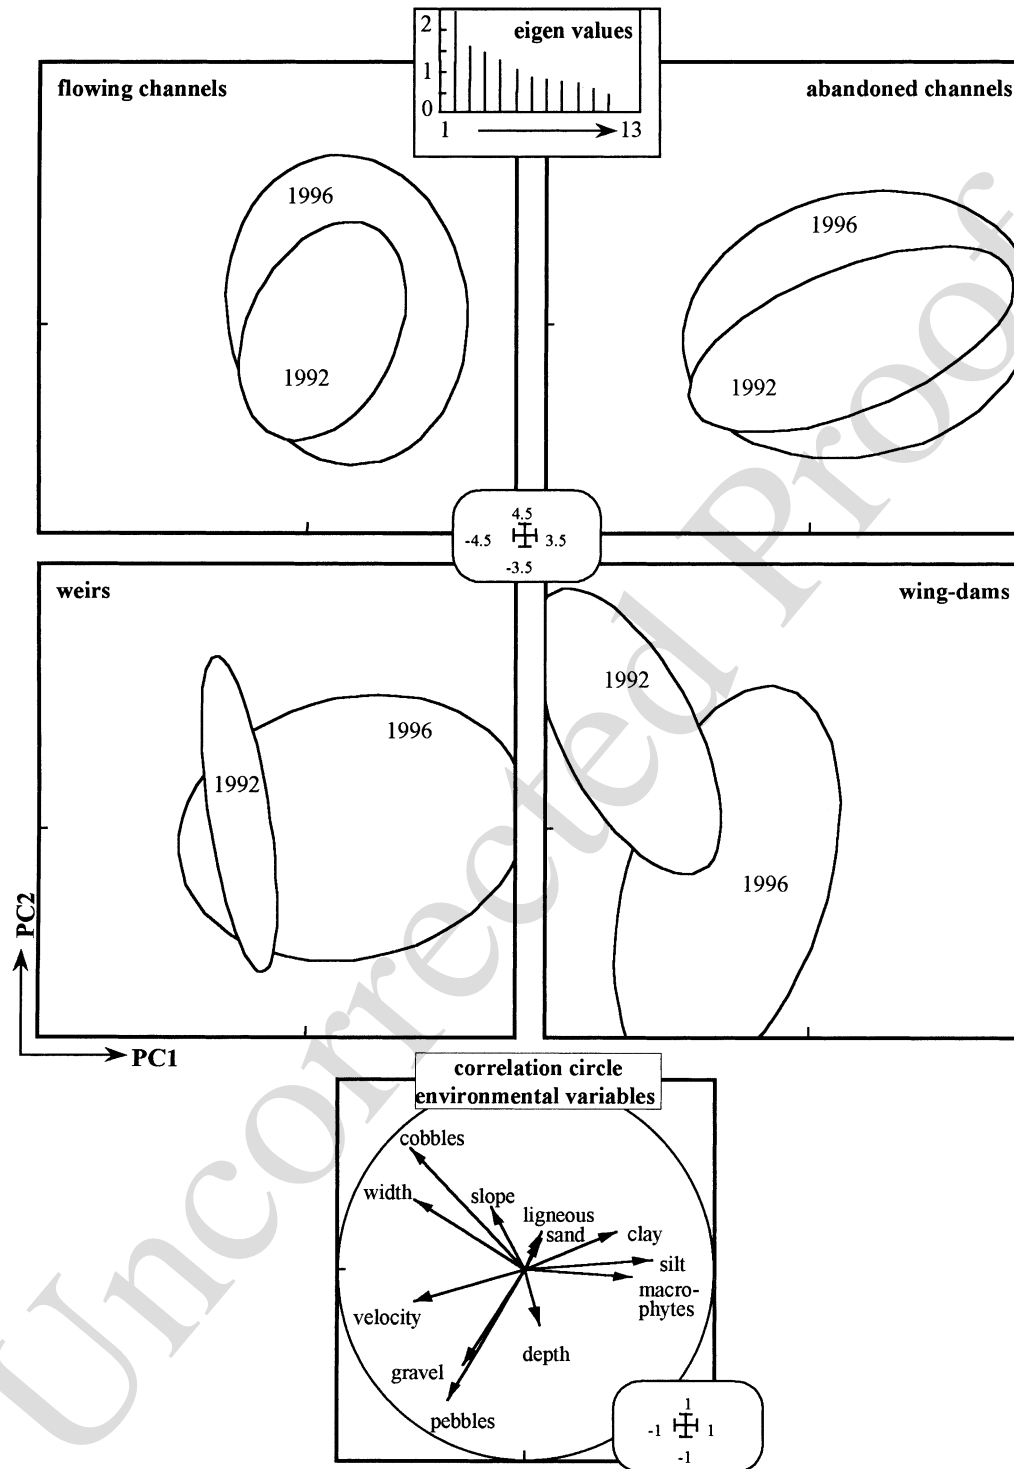 2
eigen values
1
0
1
13
flowing channels
abandoned channels
1996
1992
1996
1992
4.5
-4.5
3.5
-3.5
weirs
wing-dams
1992
1996
1992
1996
PC2
PC1
correlation circle
environmental variables
cobbles
width
slope
ligneous
sand
clay
silt
macro-
phytes
velocity
depth
gravel
pebbles
1
-1
1
-1
Uncorrected Proof